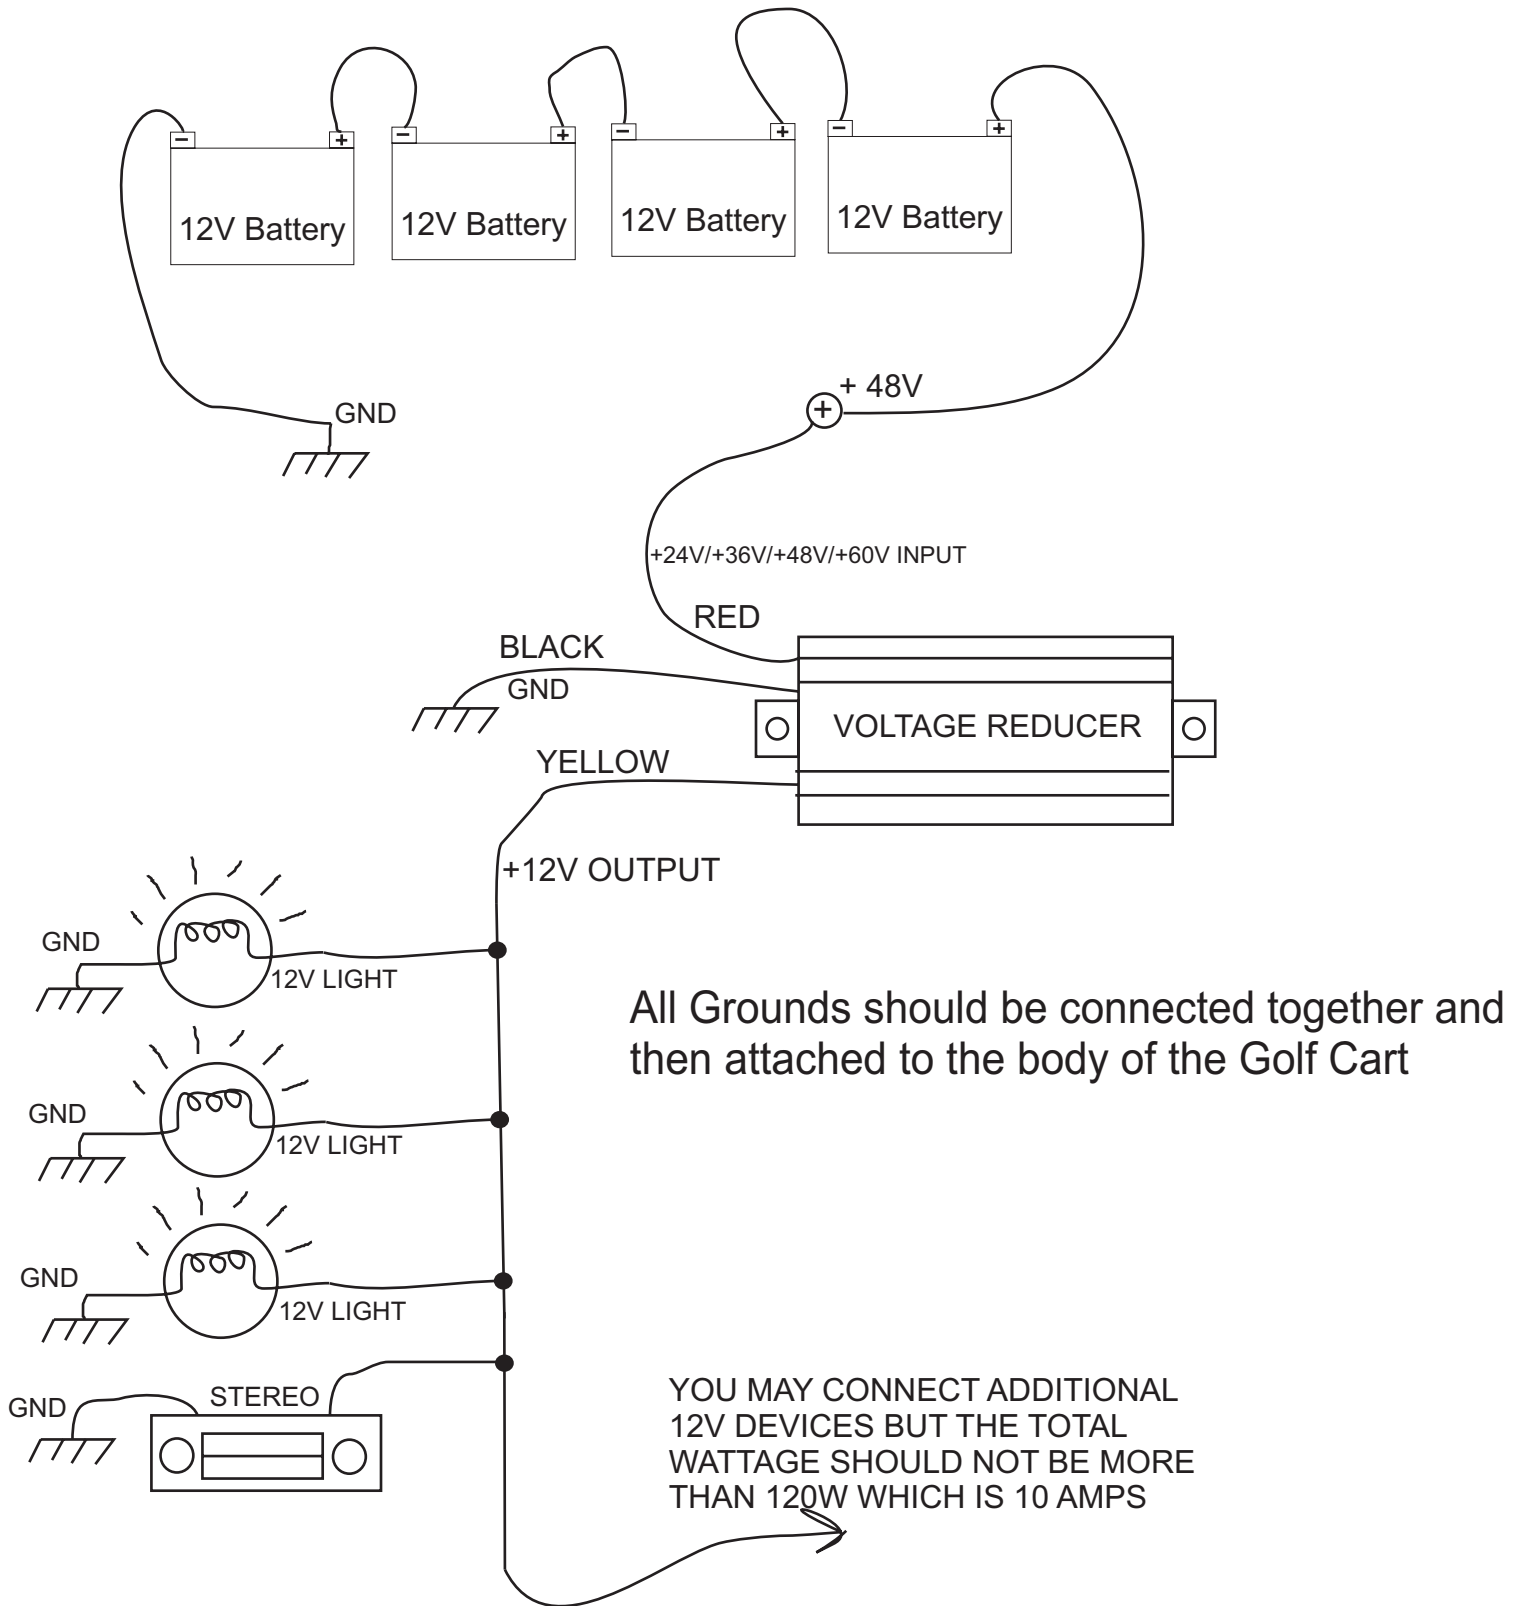 - + - + - + - +
12V Battery 12V Battery 12V Battery 12V Battery
+ 48V
+
GND
+24V/+36V/+48V/+60V INPUT
RED
BLACK
GND
VOLTAGE REDUCER
YELLOW
+12V OUTPUT
GND
12V LIGHT
All Grounds should be connected together and
then attached to the body of the Golf Cart
GND
12V LIGHT
GND
12V LIGHT
STEREO
GND
YOU MAY CONNECT ADDITIONAL
12V DEVICES BUT THE TOTAL
WATTAGE SHOULD NOT BE MORE
THAN 120W WHICH IS 10 AMPS